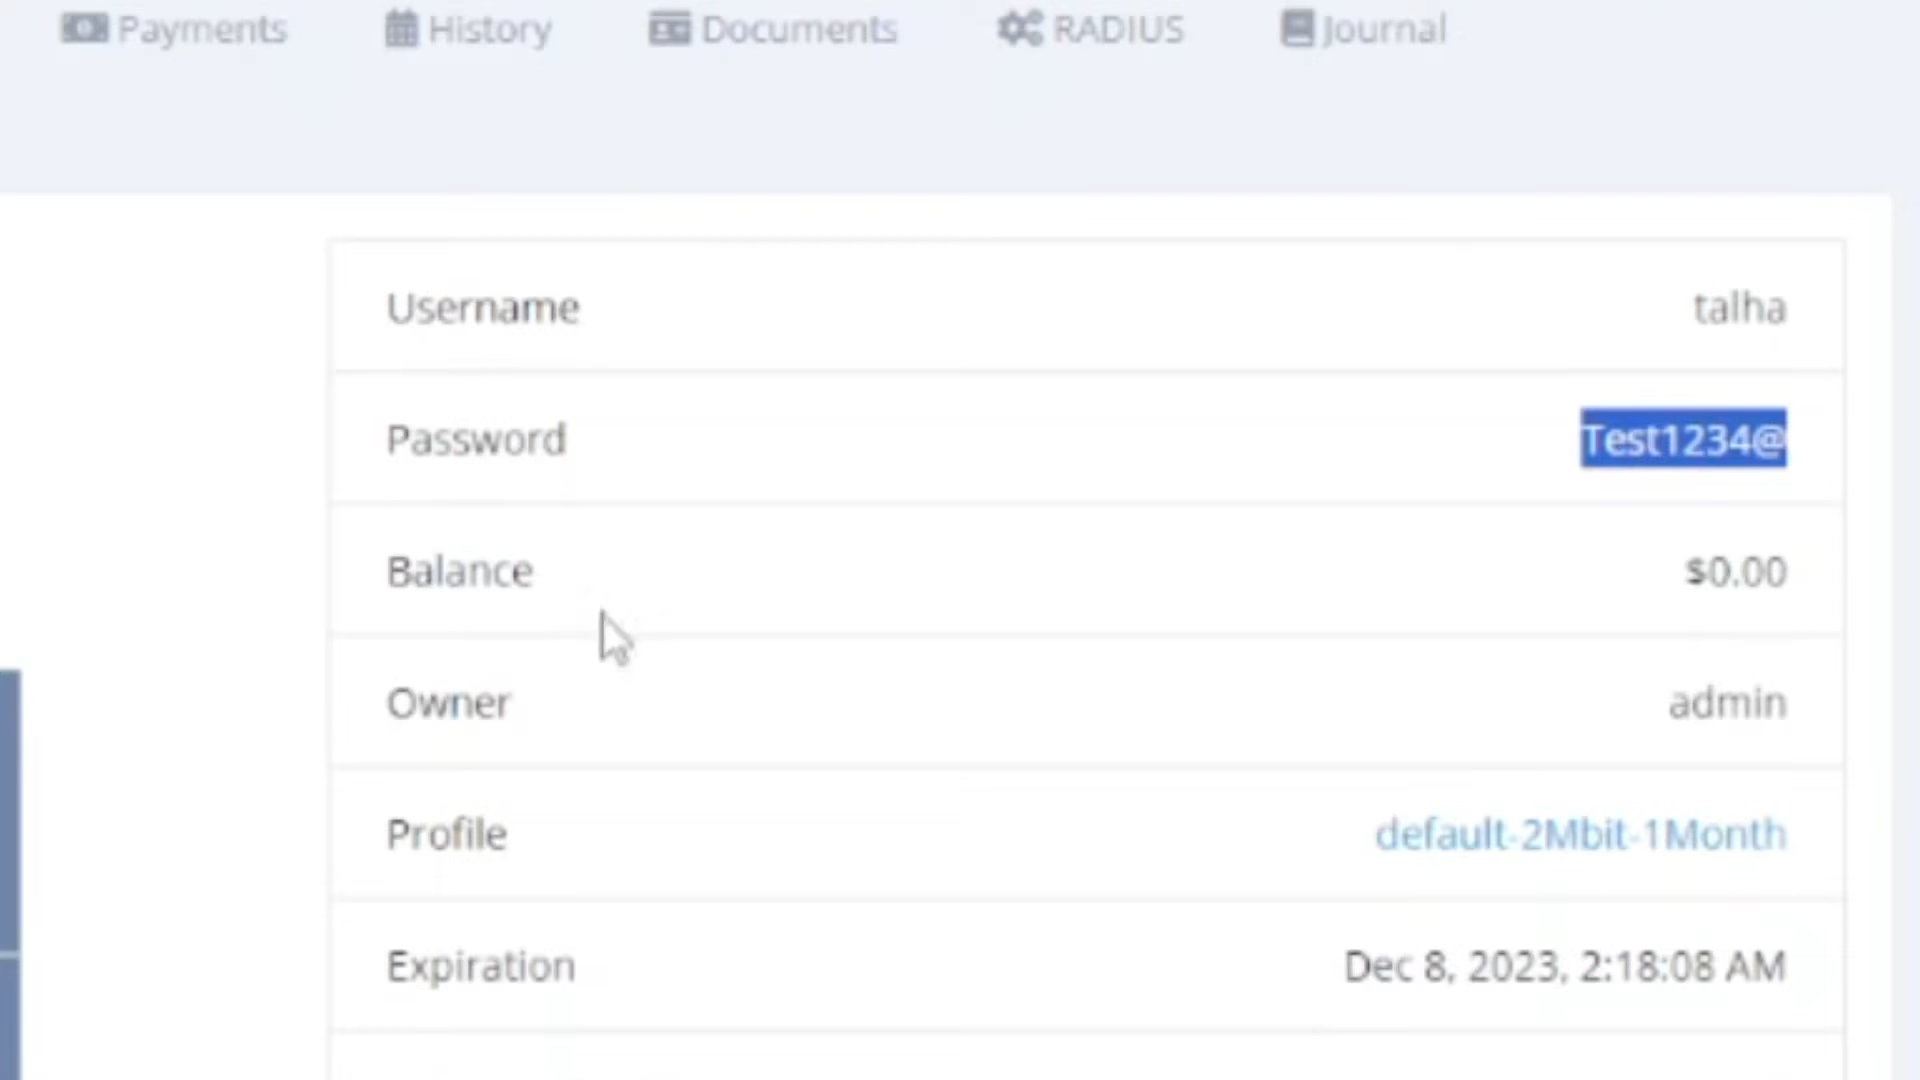 Payments History Documents RADIUS Journal
Username talha
Password Test1234@
Balance $0.00
Owner admin
Profile default-2Mbit-1Month
Expiration Dec 8, 2023, 2:18:08 AM